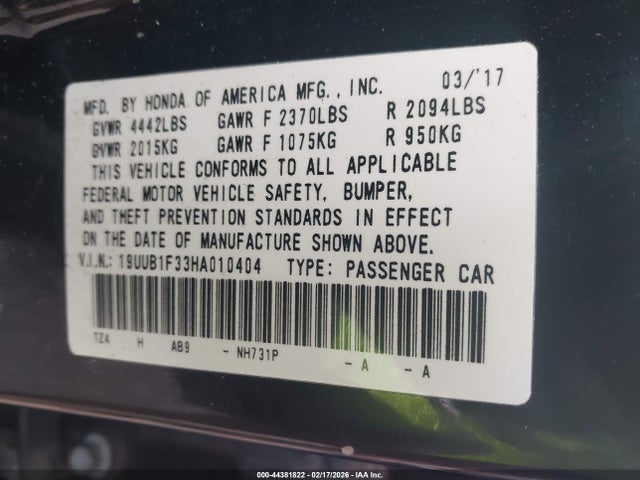 MFD. BY HONDA OF AMERICA MFG., INC. 03/'17
GVWR 4442LBS GAWR F 2370LBS R 2094LBS
GVWR 2015KG GAWR F 1075KG R 950KG
THIS VEHICLE CONFORMS TO ALL APPLICABLE
FEDERAL MOTOR VEHICLE SAFETY, BUMPER,
AND THEFT PREVENTION STANDARDS IN EFFECT
ON THE DATE OF MANUFACTURE SHOWN ABOVE.
V.I.N.: 19UUB1F33HA010404 TYPE: PASSENGER CAR
TZ4 H AB9 - NH731P - A - A
000-44381822 - 02/17/2026 - IAA Inc.